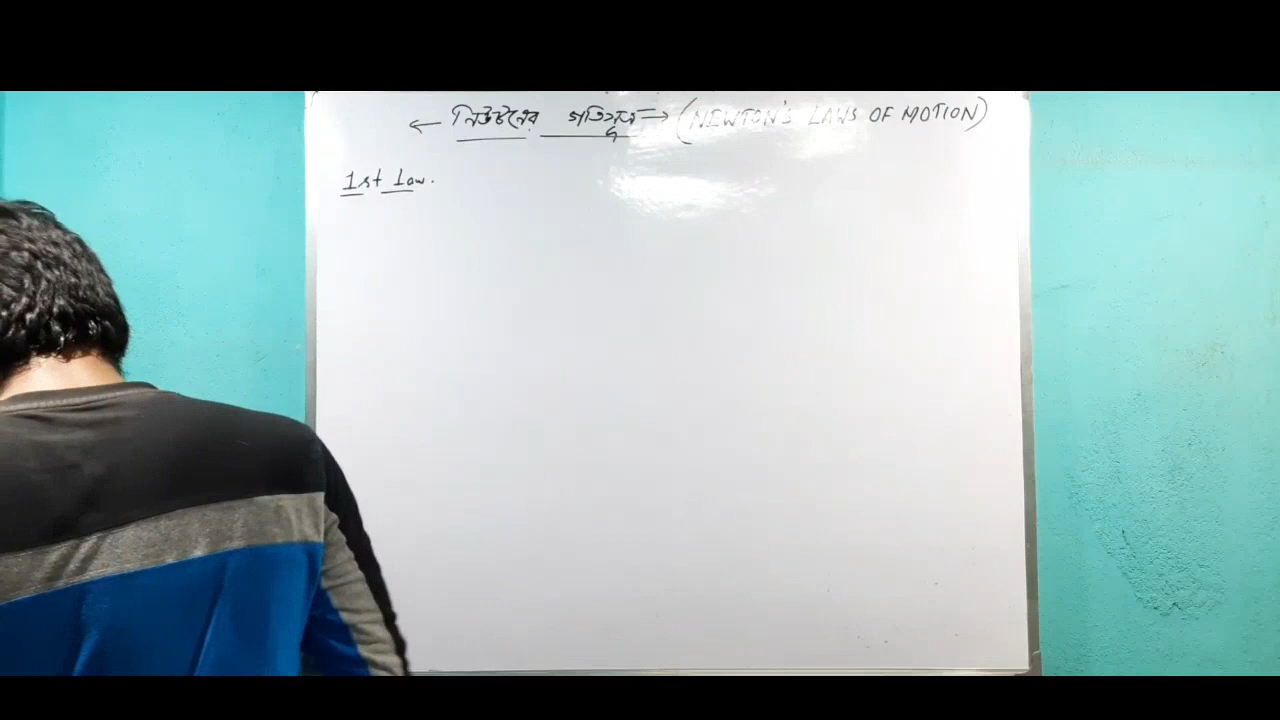 ← নিউটনের গতিসূত্র ⇒ (NEWTON'S LAWS OF MOTION)
1st Law.